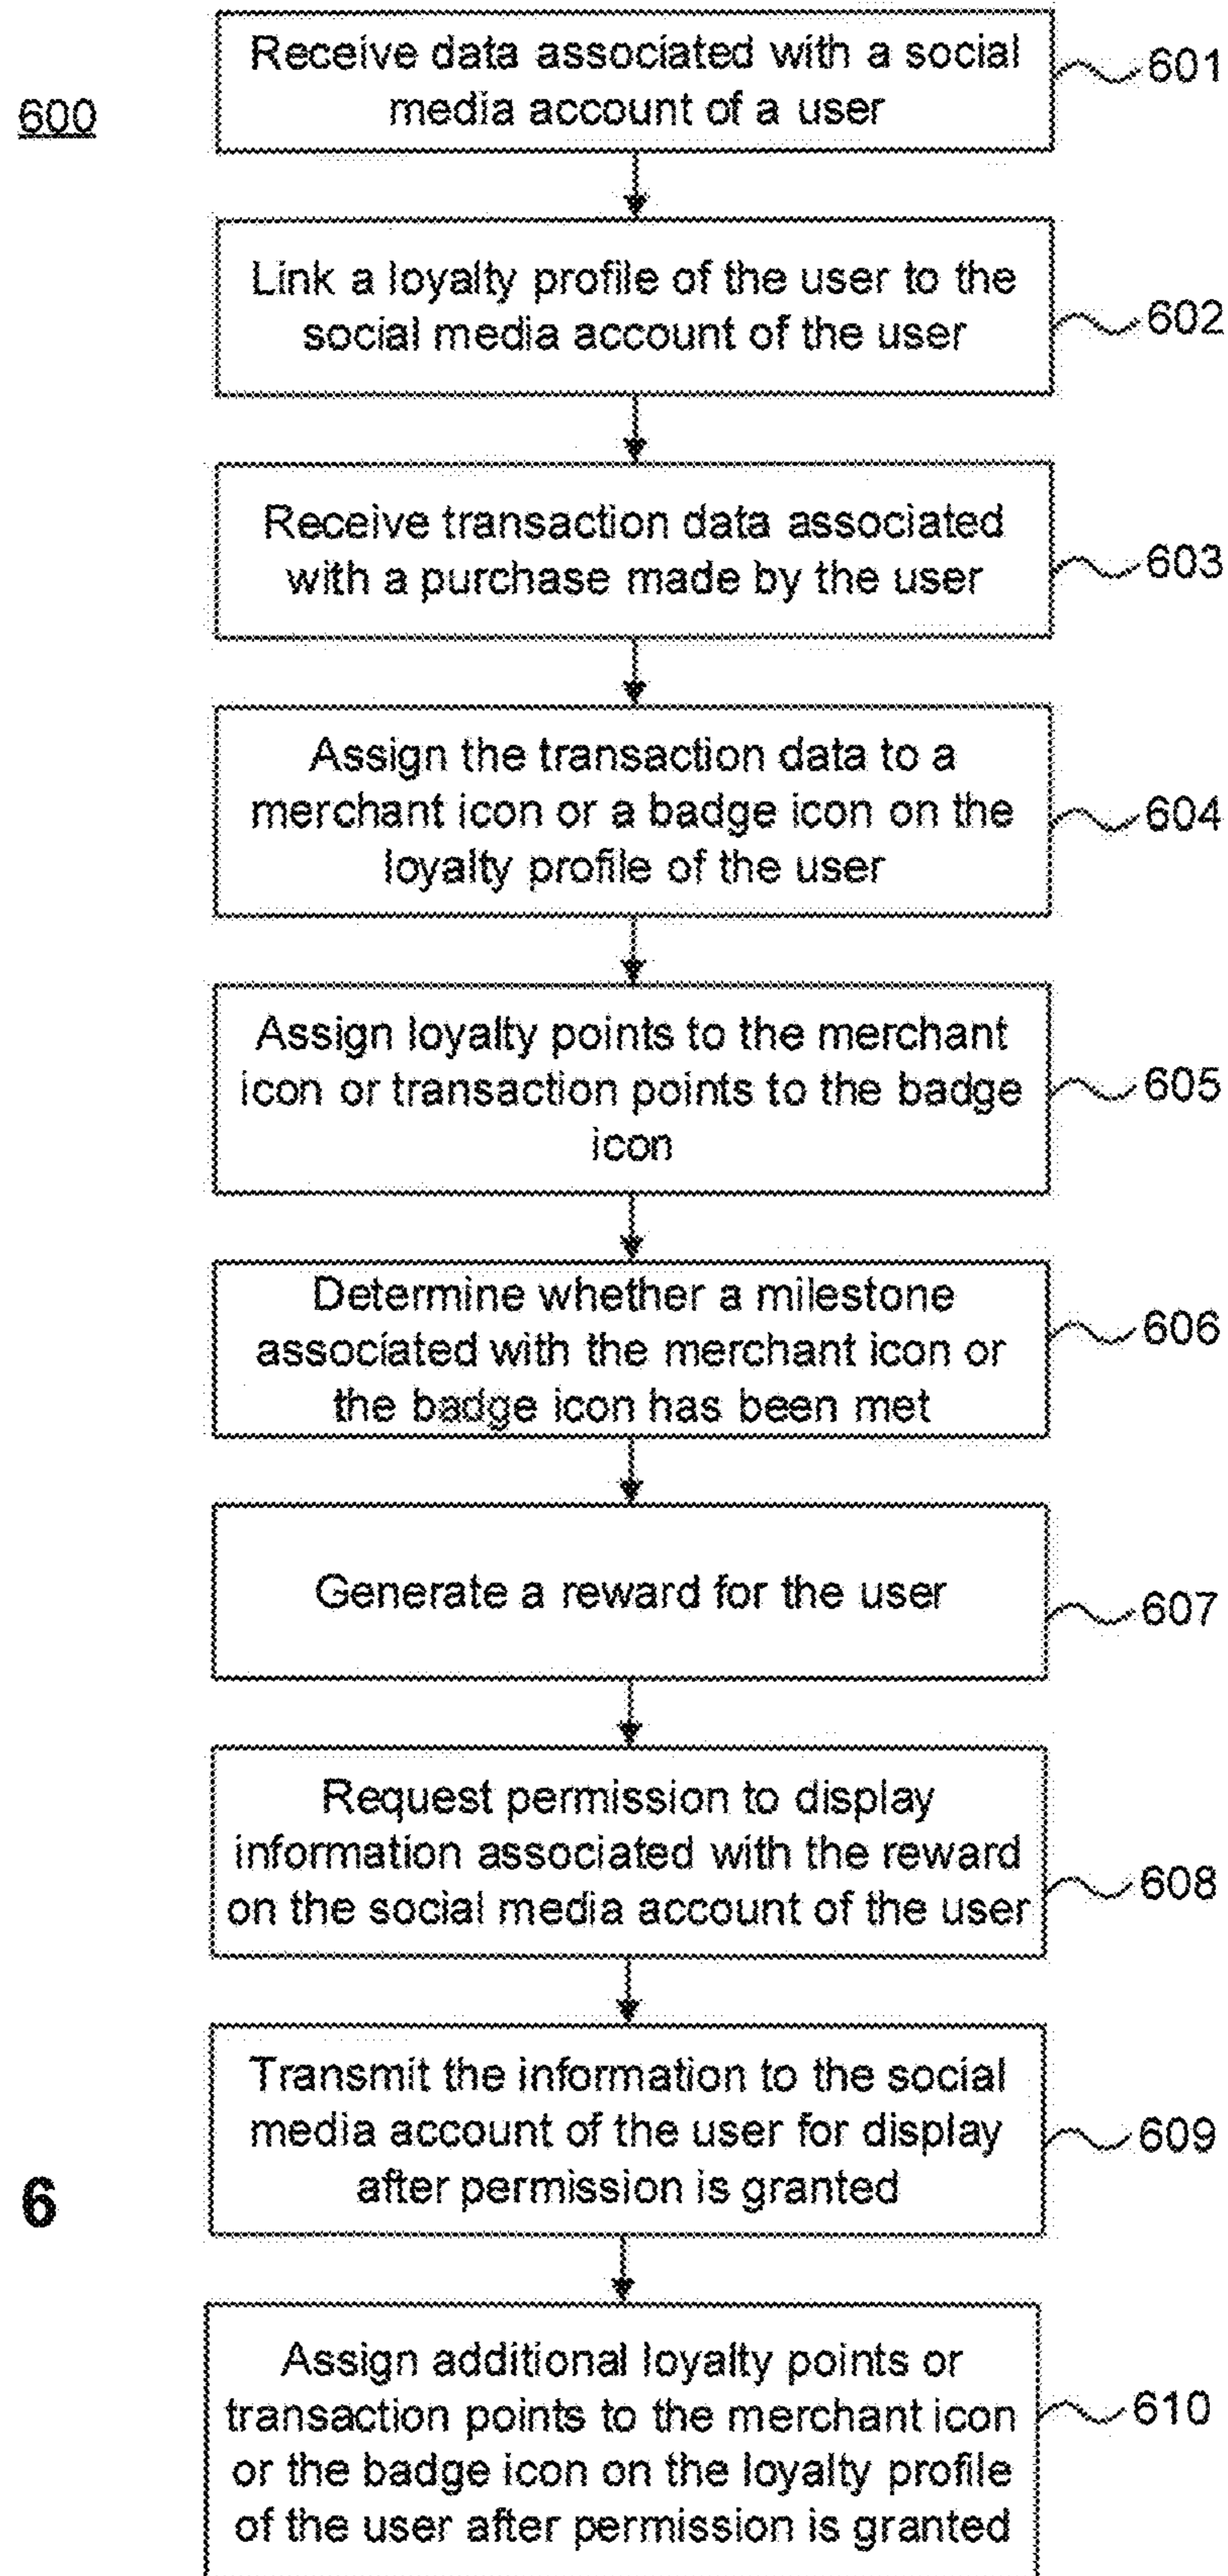 600
Receive data associated with a social
media account of a user
601
Link a loyalty profile of the user to the
social media account of the user
602
Receive transaction data associated
with a purchase made by the user
603
Assign the transaction data to a
merchant icon or a badge icon on the
loyalty profile of the user
604
Assign loyalty points to the merchant
icon or transaction points to the badge
icon
605
Determine whether a milestone
associated with the merchant icon or
the badge icon has been met
606
Generate a reward for the user
607
Request permission to display
information associated with the reward
on the social media account of the user
608
Transmit the information to the social
media account of the user for display
after permission is granted
609
6
Assign additional loyalty points or
transaction points to the merchant icon
or the badge icon on the loyalty profile
of the user after permission is granted
610